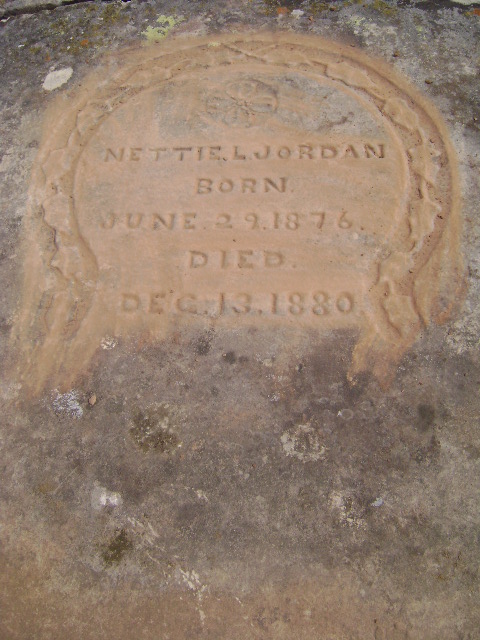 NETTIE.L.JORDAN
BORN.
JUNE.29.1876.
DIED.
DEC.13.1880